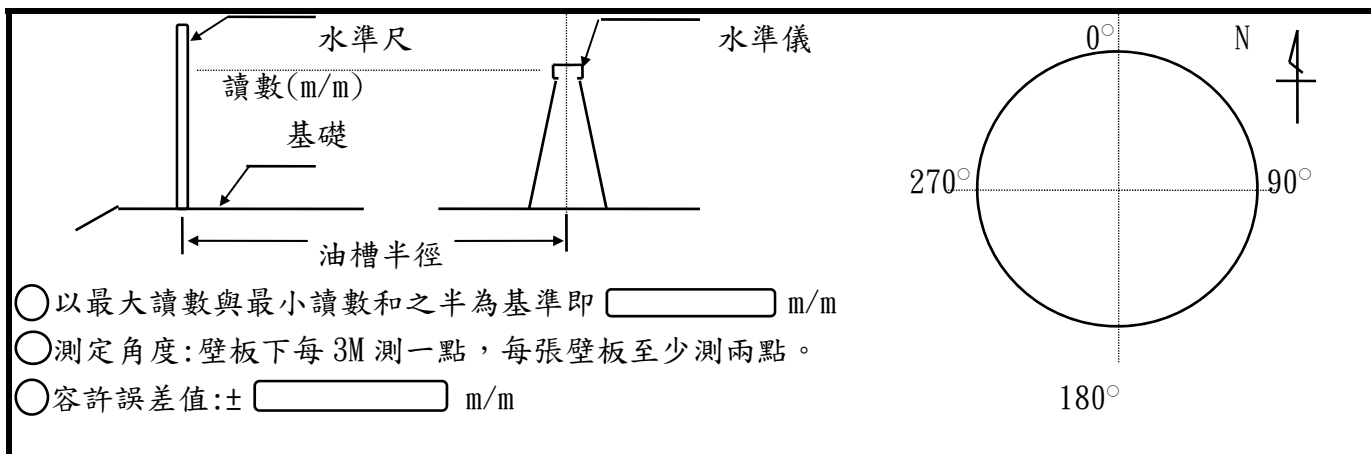 水準尺
水準儀
讀數(m/m)
基礎
油槽半徑
0°
N
270°
90°
180°
○以最大讀數與最小讀數和之半為基準即 m/m
○測定角度:壁板下每 3M 測一點，每張壁板至少測兩點。
○容許誤差值:± m/m